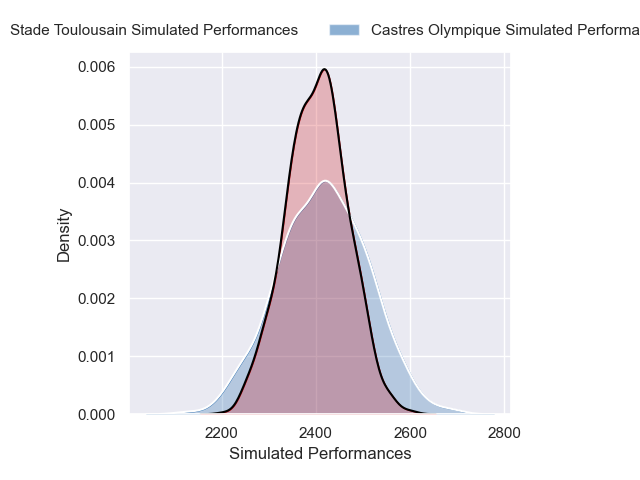 Stade Toulousain Simulated Performances
Castres Olympique Simulated Performa
0.006
0.005
0.004
0.003
0.002
0.001
0.000
Density
2200 2400 2600 2800
Simulated Performances